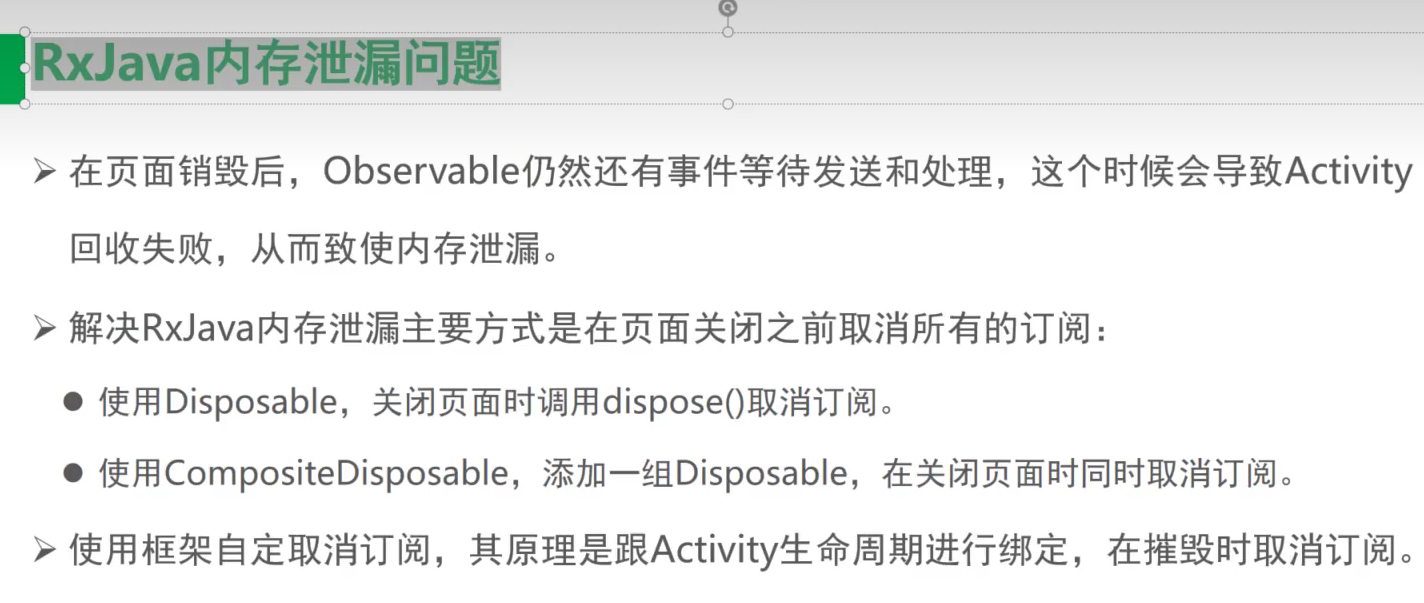 RxJava内存泄漏问题
在页面销毁后，Observable仍然还有事件等待发送和处理，这个时候会导致Activity
回收失败，从而致使内存泄漏。
解决RxJava内存泄漏主要方式是在页面关闭之前取消所有的订阅：
使用Disposable，关闭页面时调用dispose()取消订阅。
使用CompositeDisposable，添加一组Disposable，在关闭页面时同时取消订阅。
使用框架自定取消订阅，其原理是跟Activity生命周期进行绑定，在摧毁时取消订阅。